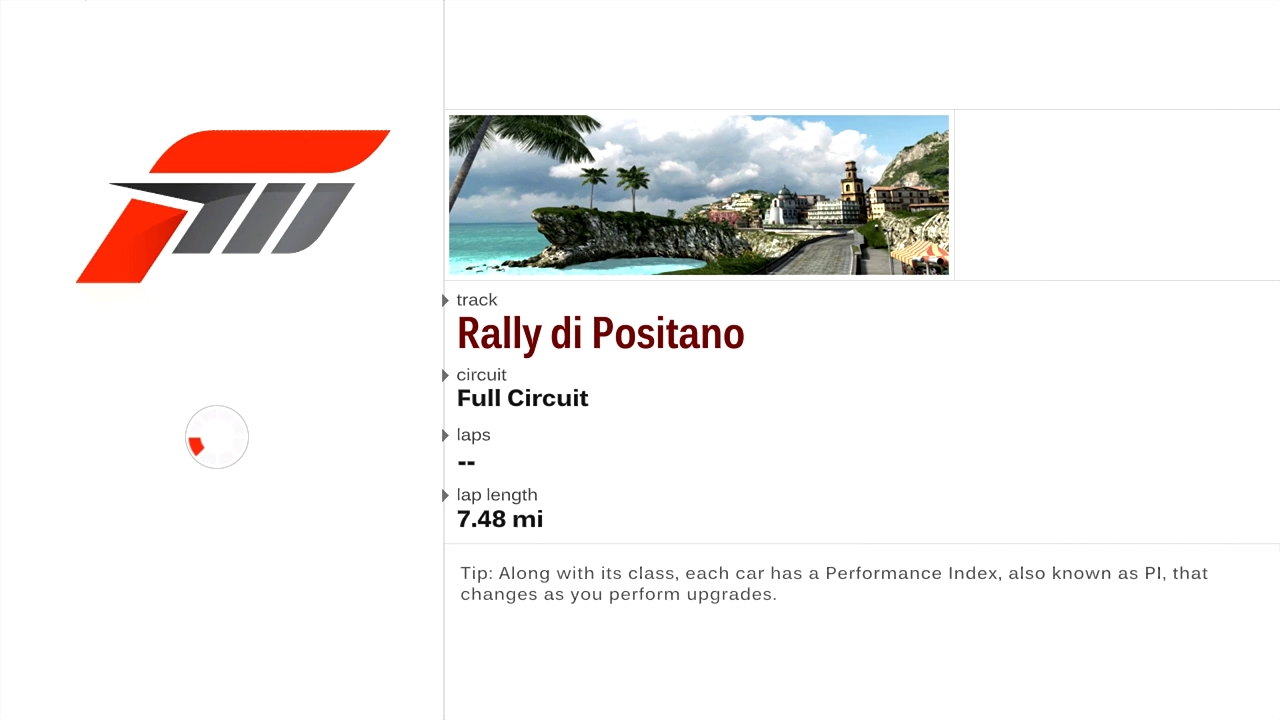 track
Rally di Positano
circuit
Full Circuit
laps
--
lap length
7.48 mi
Tip: Along with its class, each car has a Performance Index, also known as PI, that
changes as you perform upgrades.